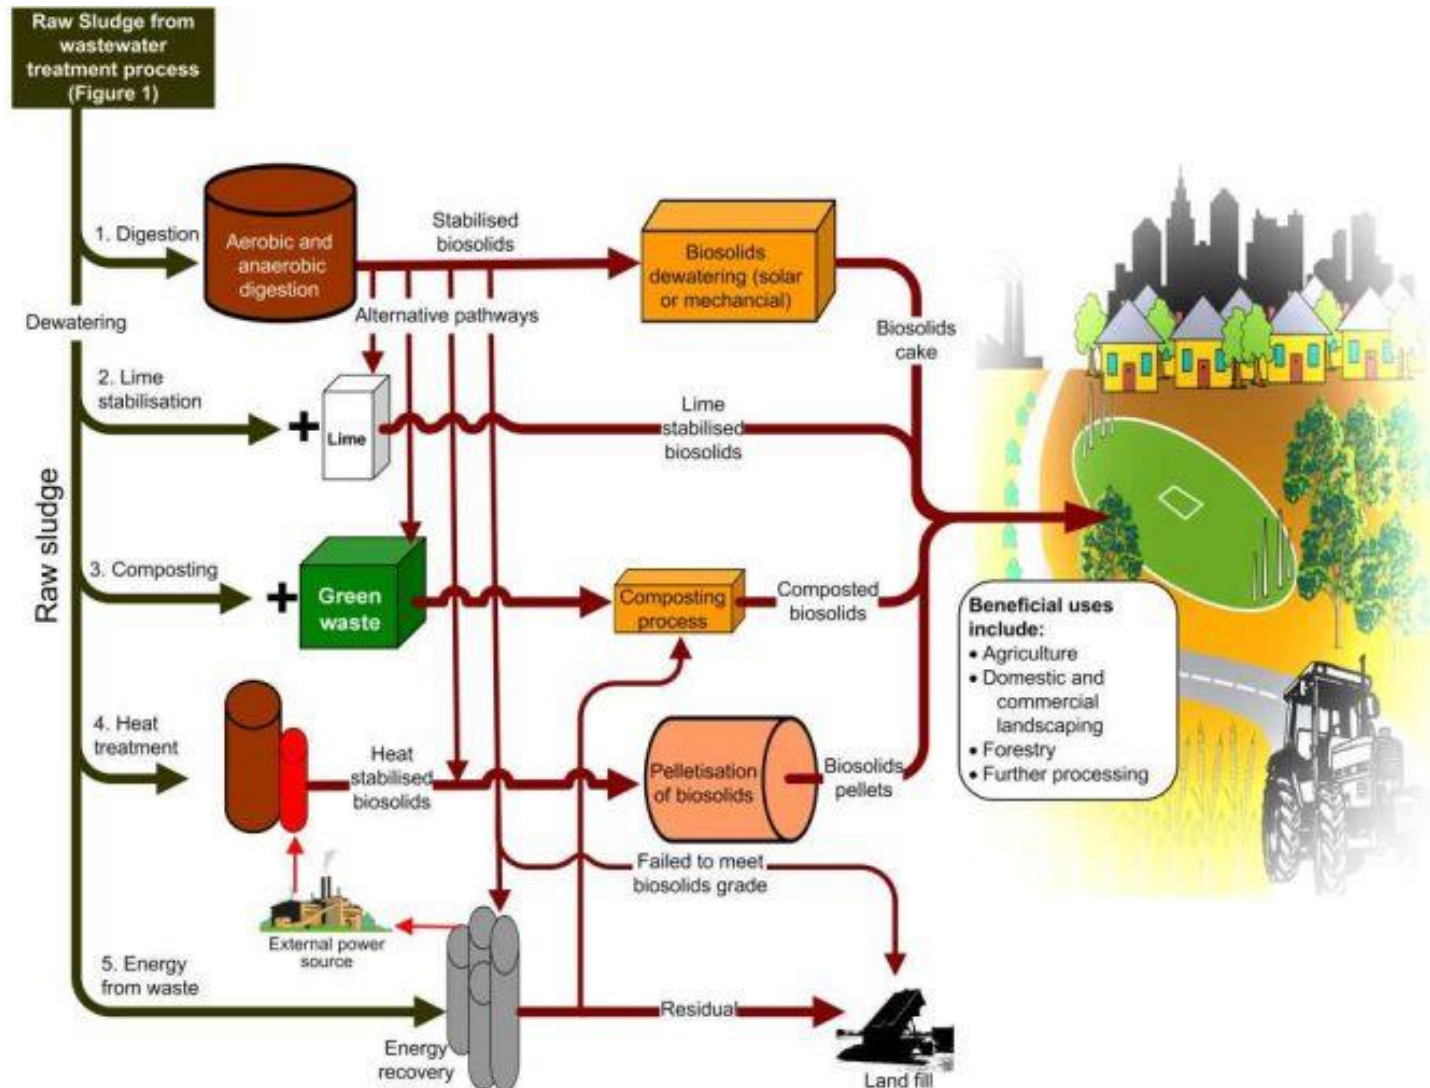 Raw Sludge from
wastewater
treatment process
(Figure 1)
1. Digestion
Aerobic and
anaerobic
digestion
Stabilised
biosolids
Biosolids
dewatering (solar
or mechancial)
Alternative pathways
Biosolids
cake
Dewatering
2. Lime
stabilisation
+
Lime
Lime
stabilised
biosolids
Raw sludge
3. Composting
+
Green
waste
Composting
process
Composted
biosolids
Beneficial uses
include:
• Agriculture
• Domestic and
commercial
landscaping
• Forestry
• Further processing
4. Heat
treatment
Heat
stabilised
biosolids
Pelletisation
of biosolids
Biosolids
pellets
Failed to meet
biosolids grade
External power
source
5. Energy
from waste
Energy
recovery
Residual
Land fill